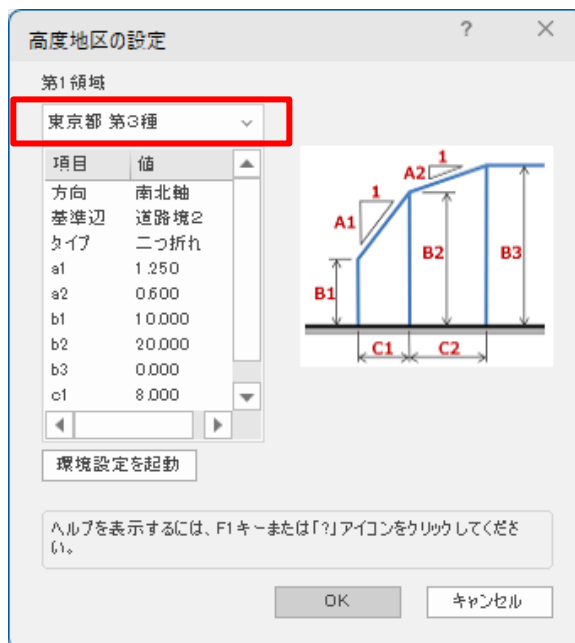 高度地区の設定
? ×
第1領域
東京都 第3種
項目 値
方向 南北軸
基準辺 道路境2
タイプ 二つ折れ
a1 1.250
a2 0.600
b1 10.000
b2 20.000
b3 0.000
c1 8.000
1
A2
1
A1
B2
B3
B1
C1
C2
環境設定を起動
ヘルプを表示するには、F1キーまたは「?」アイコンをクリックしてくださ
い。
OK
キャンセル